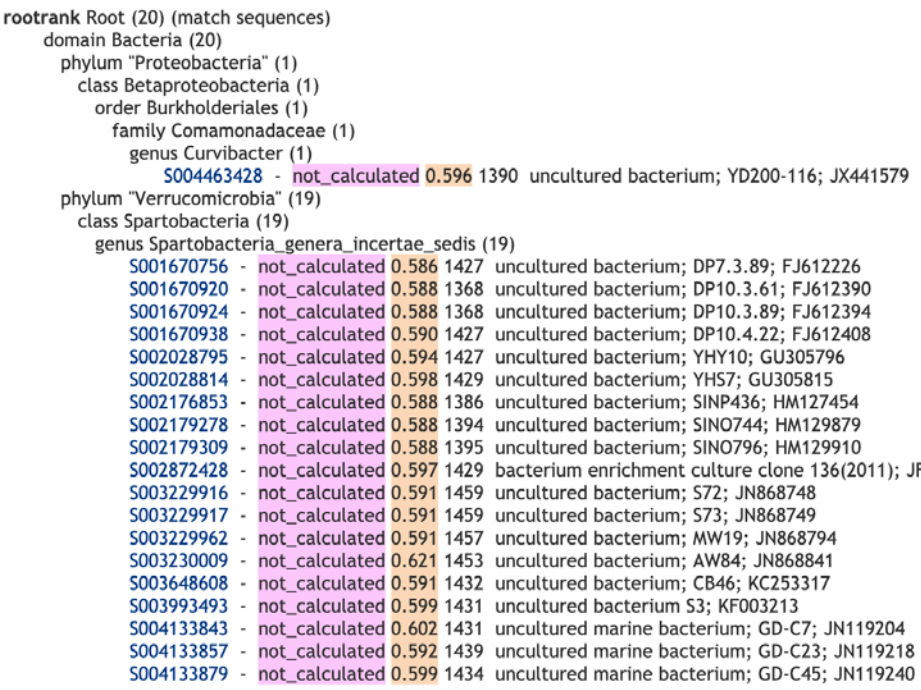 rootrank Root (20) (match sequences)
domain Bacteria (20)
phylum "Proteobacteria" (1)
class Betaproteobacteria (1)
order Burkholderiales (1)
family Comamonadaceae (1)
genus Curvibacter (1)
S004463428 - not_calculated 0.596 1390 uncultured bacterium; YD200-116; JX441579
phylum "Verrucomicrobia" (19)
class Spartobacteria (19)
genus Spartobacteria_genera_incertae_sedis (19)
S001670756 - not_calculated 0.586 1427 uncultured bacterium; DP7.3.89; FJ612226
S001670920 - not_calculated 0.588 1368 uncultured bacterium; DP10.3.61; FJ612390
S001670924 - not_calculated 0.588 1368 uncultured bacterium; DP10.3.89; FJ612394
S001670938 - not_calculated 0.590 1427 uncultured bacterium; DP10.4.22; FJ612408
S002028795 - not_calculated 0.594 1427 uncultured bacterium; YHY10; GU305796
S002028814 - not_calculated 0.598 1429 uncultured bacterium; YHS7; GU305815
S002176853 - not_calculated 0.588 1386 uncultured bacterium; SINP436; HM127454
S002179278 - not_calculated 0.588 1394 uncultured bacterium; SINO744; HM129879
S002179309 - not_calculated 0.588 1395 uncultured bacterium; SINO796; HM129910
S002872428 - not_calculated 0.597 1429 bacterium enrichment culture clone 136(2011);
S003229916 - not_calculated 0.591 1459 uncultured bacterium; S72; JN868748
S003229917 - not_calculated 0.591 1459 uncultured bacterium; S73; JN868749
S003229962 - not_calculated 0.591 1457 uncultured bacterium; MW19; JN868794
S003230009 - not_calculated 0.621 1453 uncultured bacterium; AW84; JN868841
S003648608 - not_calculated 0.591 1432 uncultured bacterium; CB46; KC253317
S003993493 - not_calculated 0.599 1431 uncultured bacterium S3; KF003213
S004133843 - not_calculated 0.602 1431 uncultured marine bacterium; GD-C7; JN119204
S004133857 - not_calculated 0.592 1439 uncultured marine bacterium; GD-C23; JN119218
S004133879 - not_calculated 0.599 1434 uncultured marine bacterium; GD-C45; JN119240